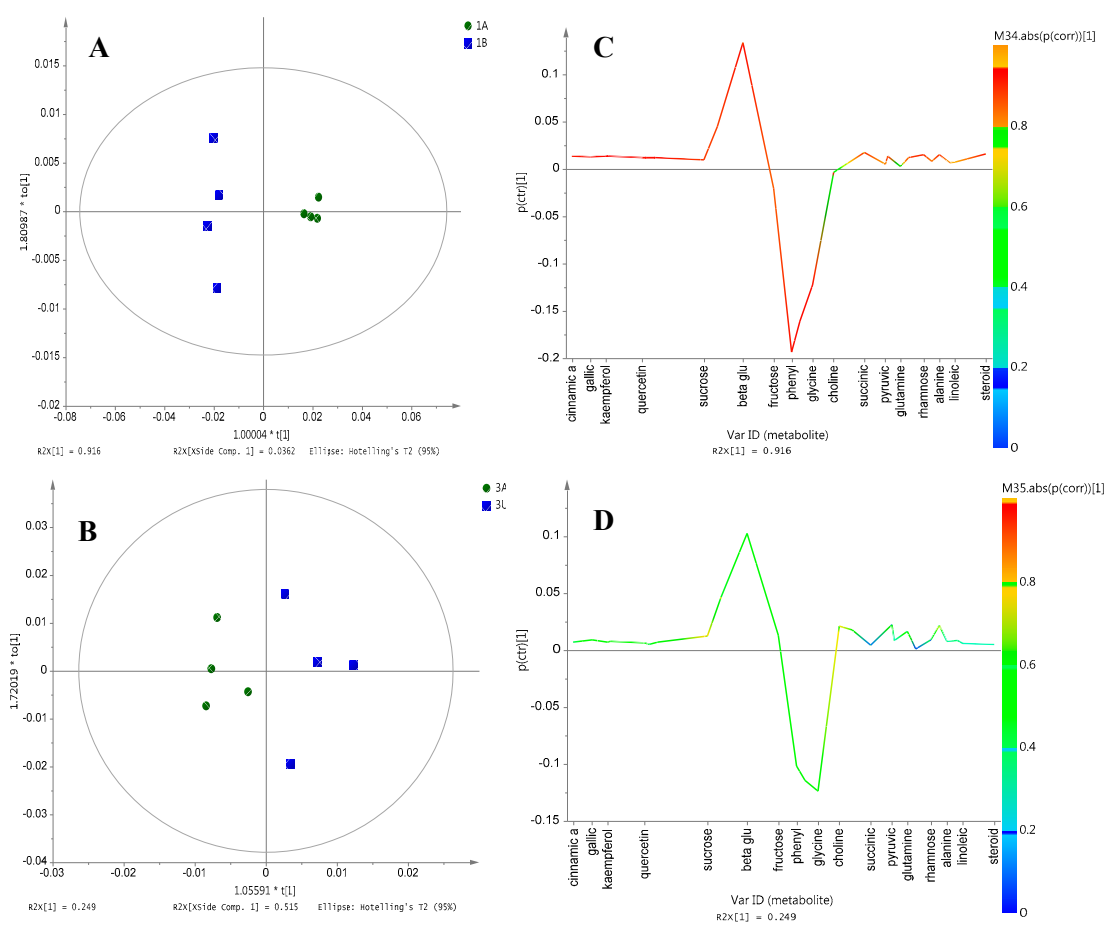 A
1A
1B
0.015
0.01
0.005
0
-0.005
-0.01
-0.015
-0.02
1.80987 * to[1]
-0.08
-0.06
-0.04
-0.02
0
0.02
0.04
0.06
1.00004 * t[1]
R2X[1] = 0.916
R2X[XSide Comp. 1] = 0.0362
Ellipse: Hotelling's T2 (95%)
C
M34.abs(p(corr))[1]
0.1
0.05
0
-0.05
-0.1
-0.15
-0.2
p(ctr)[1]
cinnamic a
gallic
kaempferol
quercetin
sucrose
beta glu
fructose
phenyl
glycine
choline
succinic
pyruvic
glutamine
rhamnose
alanine
linoleic
steroid
Var ID (metabolite)
R2X[1] = 0.916
0.8
0.6
0.4
0.2
0
B
3A
0.03
0.02
0.01
0
-0.01
-0.02
-0.03
-0.04
1.72019 * to[1]
-0.03
-0.02
-0.01
0
0.01
0.02
1.05591 * t[1]
R2X[1] = 0.249
R2X[XSide Comp. 1] = 0.515
Ellipse: Hotelling's T2 (95%)
D
M35.abs(p(corr))[1]
0.1
0.05
0
-0.05
-0.1
-0.15
p(ctr)[1]
cinnamic a
gallic
kaempferol
quercetin
sucrose
beta glu
fructose
phenyl
glycine
choline
succinic
pyruvic
glutamine
rhamnose
alanine
linoleic
steroid
Var ID (metabolite)
R2X[1] = 0.249
0.8
0.6
0.4
0.2
0